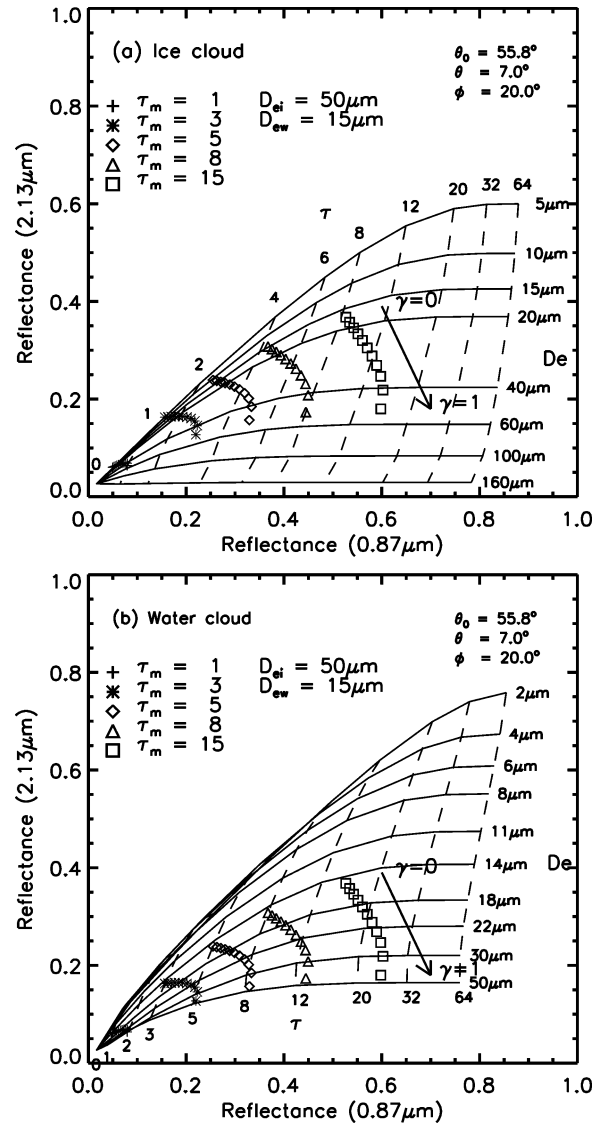 1.0
(a) Ice cloud
θ₀ = 55.8°
θ = 7.0°
φ = 20.0°
τm = 1 Dei = 50μm
τm = 3 Dew = 15μm
τm = 5
τm = 8
τm = 15
0.8
0.6
0.4
0.2
0.0
Reflectance (2.13μm)
τ
0
1
2
4
6
8
12
20
32
64
5μm
10μm
15μm
20μm
40μm
60μm
100μm
160μm
De
γ=0
γ=1
0.0 0.2 0.4 0.6 0.8 1.0
Reflectance (0.87μm)
1.0
(b) Water cloud
θ₀ = 55.8°
θ = 7.0°
φ = 20.0°
τm = 1 Dei = 50μm
τm = 3 Dew = 15μm
τm = 5
τm = 8
τm = 15
0.8
0.6
0.4
0.2
0.0
Reflectance (2.13μm)
2μm
4μm
6μm
8μm
11μm
14μm
18μm
22μm
30μm
50μm
De
γ=0
γ=1
0
1
2
3
5
8
12
20
32
64
τ
0.0 0.2 0.4 0.6 0.8 1.0
Reflectance (0.87μm)